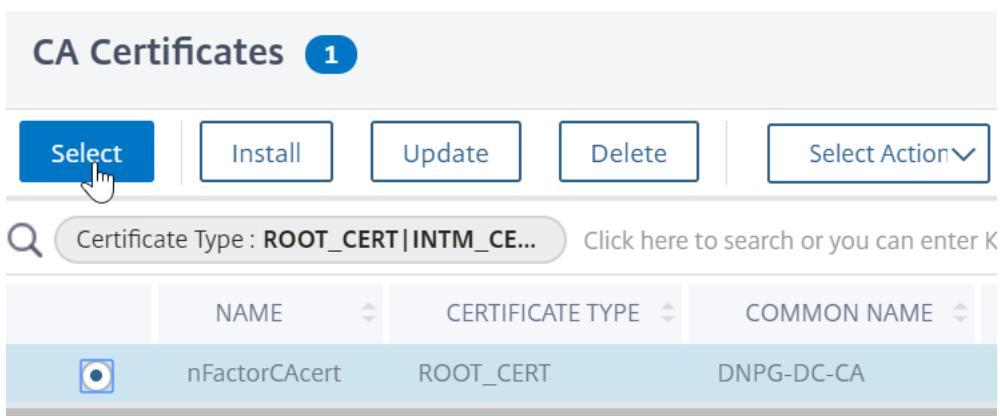 CA Certificates 1
Select Install Update Delete Select Action
Certificate Type : ROOT_CERT|INTM_CE... Click here to search or you can enter K
NAME CERTIFICATE TYPE COMMON NAME
nFactorCAcert ROOT_CERT DNPG-DC-CA